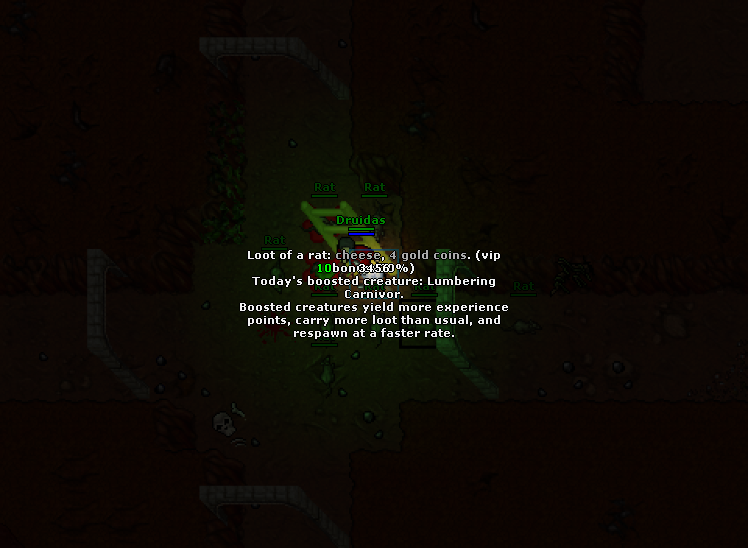 Rat Rat
Druidas
Rat
Loot of a rat: cheese, 4 gold coins. (vip
Today's boosted creature: Lumbering
Carnivor.
Rat
Boosted creatures yield more experience
points, carry more loot than usual, and
respawn at a faster rate.